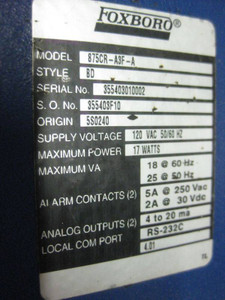 FOXBORO®
MODEL 875CR-A3F-A
STYLE BD
SERIAL No. 355403010002
S. O. No. 355403F10
ORIGIN 5S0240
SUPPLY VOLTAGE 120 VAC 50/60 HZ
MAXIMUM POWER 17 WATTS
MAXIMUM VA 18 @ 60 Hz
25 @ 50 Hz
ALARM CONTACTS (2) 5A @ 250 Vac
2A @ 30 Vdc
ANALOG OUTPUTS (2) 4 to 20 ma
LOCAL COM PORT RS-232C
4.01